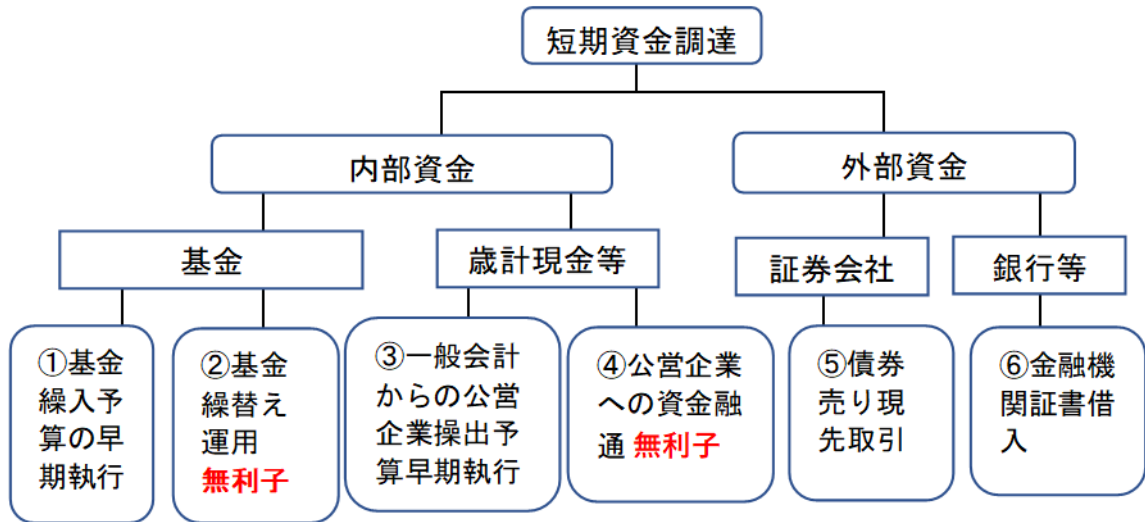 短期資金調達
内部資金
外部資金
基金
歳計現金等
証券会社
銀行等
①基金
繰入予
算の早
期執行
②基金
繰替え
運用
無利子
③一般会計
からの公営
企業操出予
算早期執行
④公営企業
への資金融
通 無利子
⑤債券
売り現
先取引
⑥金融機
関証書借
入